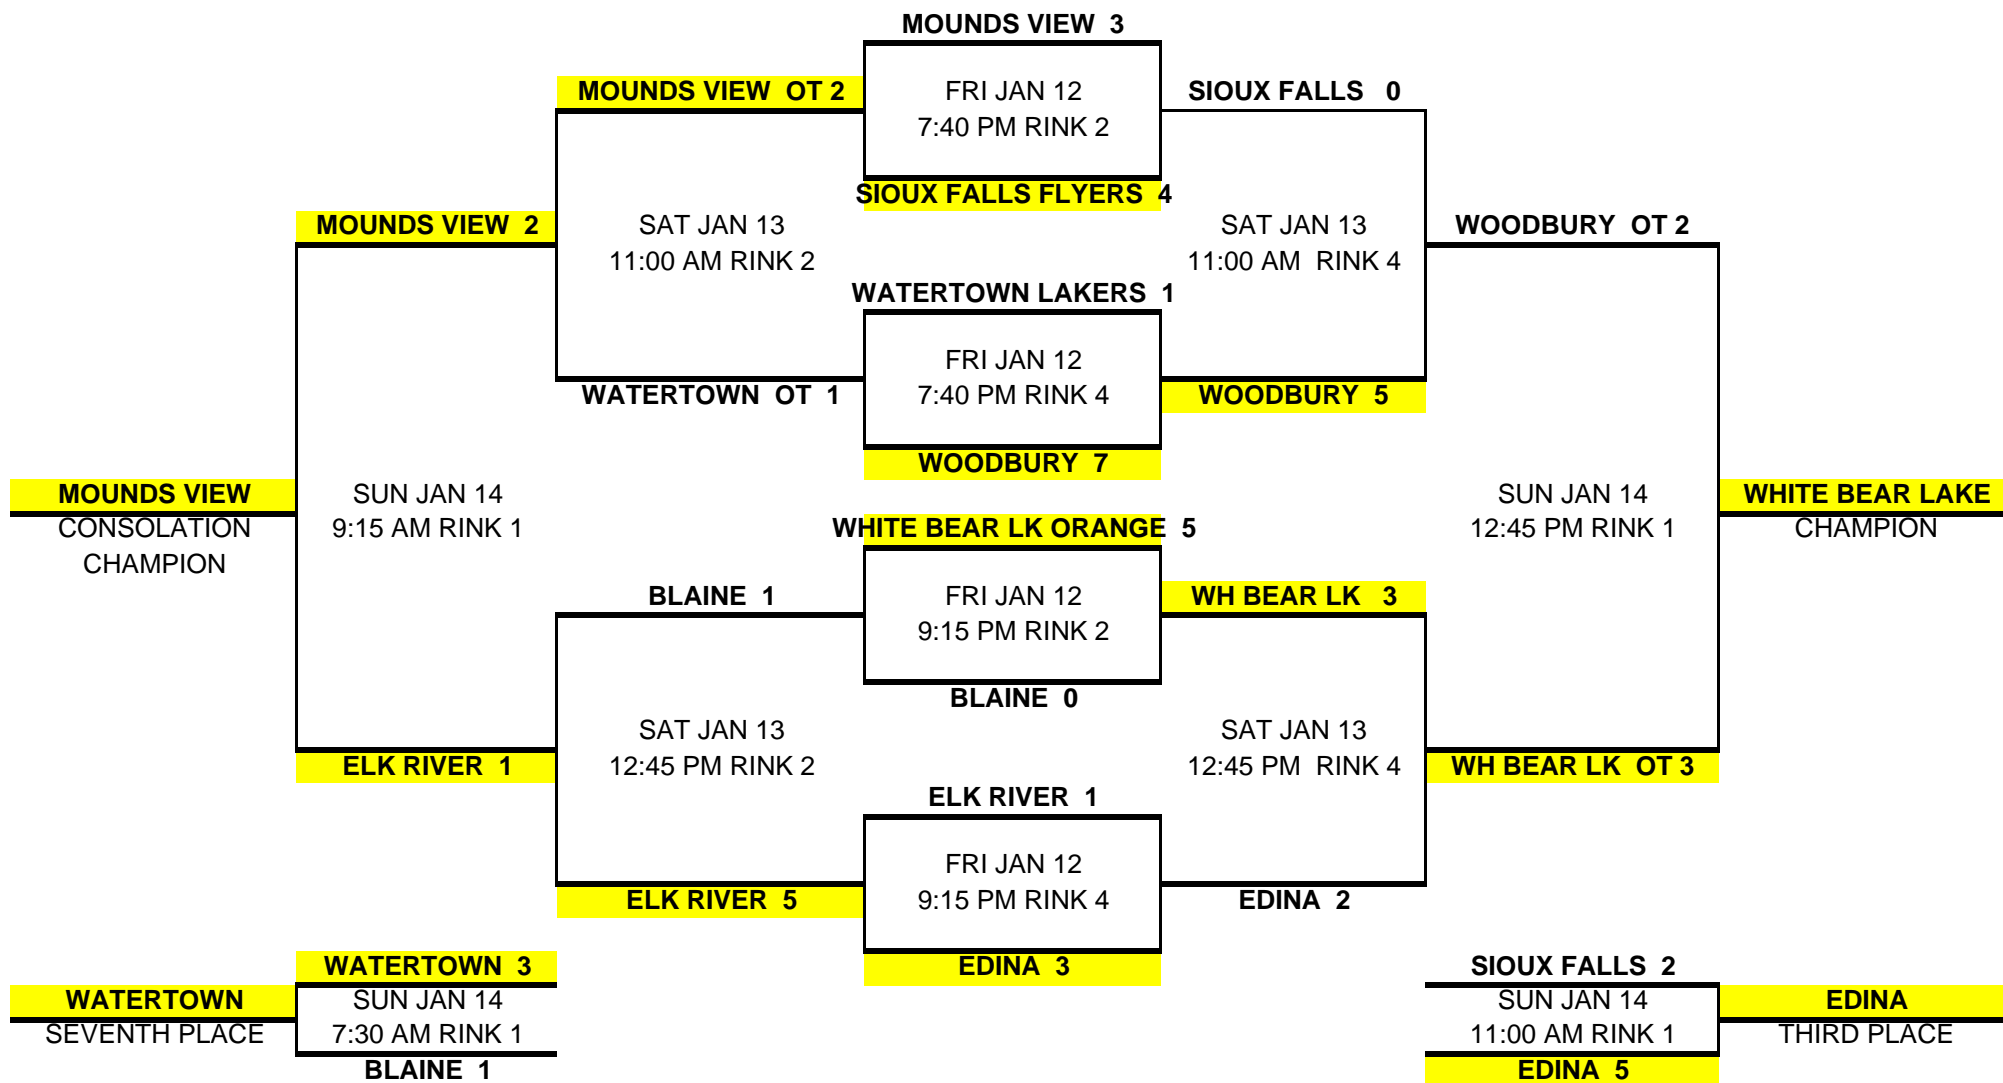 MOUNDS VIEW 3
MOUNDS VIEW OT 2
FRI JAN 12
7:40 PM RINK 2
SIOUX FALLS 0
SIOUX FALLS FLYERS 4
MOUNDS VIEW 2
SAT JAN 13
11:00 AM RINK 2
SAT JAN 13
11:00 AM RINK 4
WOODBURY OT 2
WATERTOWN LAKERS 1
FRI JAN 12
7:40 PM RINK 4
WATERTOWN OT 1
WOODBURY 5
WOODBURY 7
MOUNDS VIEW
CONSOLATION
CHAMPION
SUN JAN 14
9:15 AM RINK 1
SUN JAN 14
12:45 PM RINK 1
WHITE BEAR LAKE
CHAMPION
WHITE BEAR LK ORANGE 5
BLAINE 1
FRI JAN 12
9:15 PM RINK 2
WH BEAR LK 3
BLAINE 0
SAT JAN 13
12:45 PM RINK 2
SAT JAN 13
12:45 PM RINK 4
ELK RIVER 1
WH BEAR LK OT 3
ELK RIVER 1
FRI JAN 12
9:15 PM RINK 4
ELK RIVER 5
EDINA 2
EDINA 3
WATERTOWN 3
WATERTOWN
SEVENTH PLACE
SUN JAN 14
7:30 AM RINK 1
BLAINE 1
SIOUX FALLS 2
SUN JAN 14
11:00 AM RINK 1
EDINA
THIRD PLACE
EDINA 5